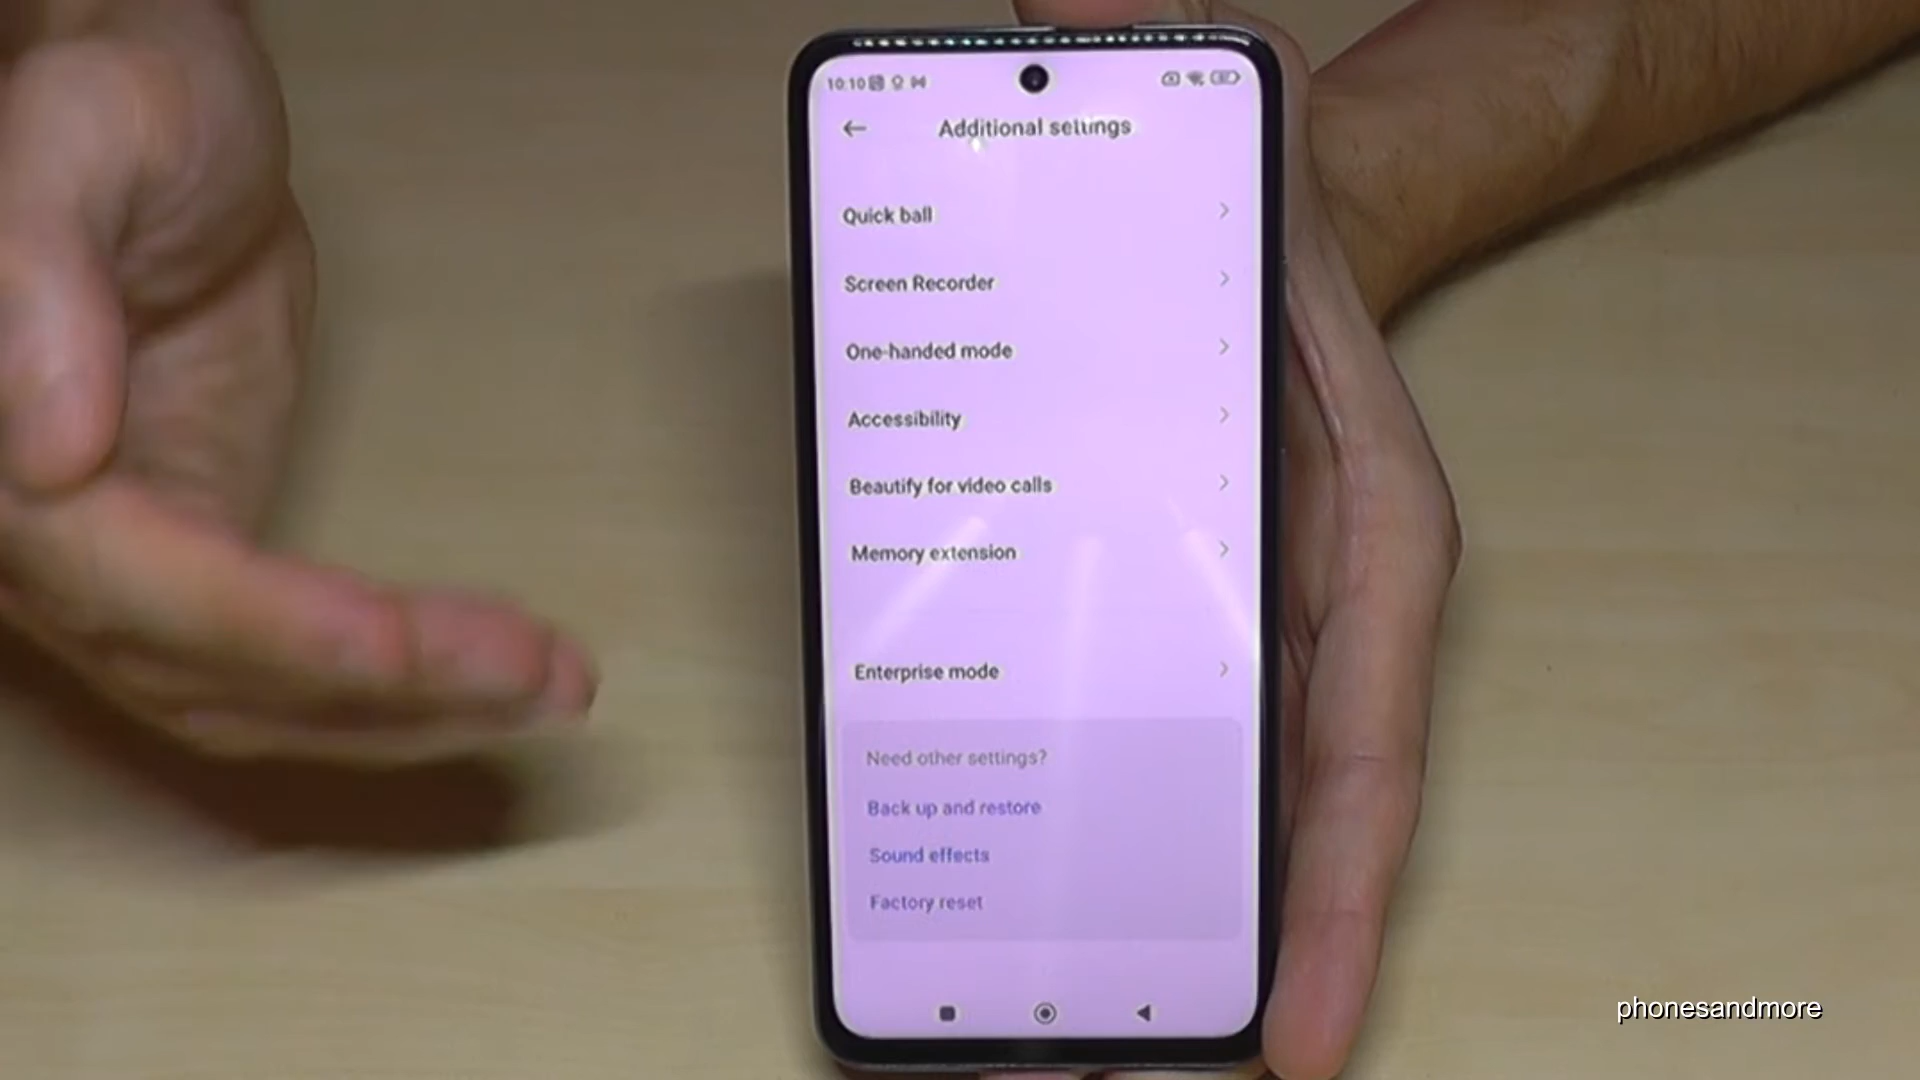 10:10
Additional settings
Quick ball
Screen Recorder
One-handed mode
Accessibility
Beautify for video calls
Memory extension
Enterprise mode
Need other settings?
Back up and restore
Sound effects
Factory reset
phonesandmore